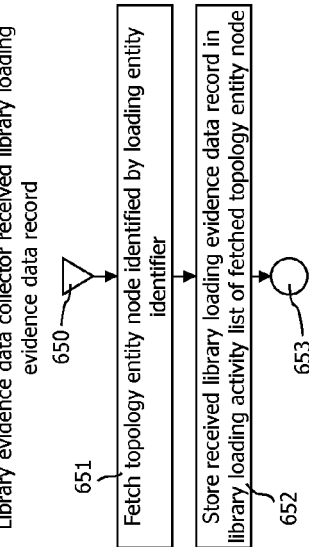 Library evidence data collector received library loading
evidence data record
650
651
Fetch topology entity node identified by loading entity
identifier
Store received library loading evidence data record in
library loading activity list of fetched topology entity node
652
653